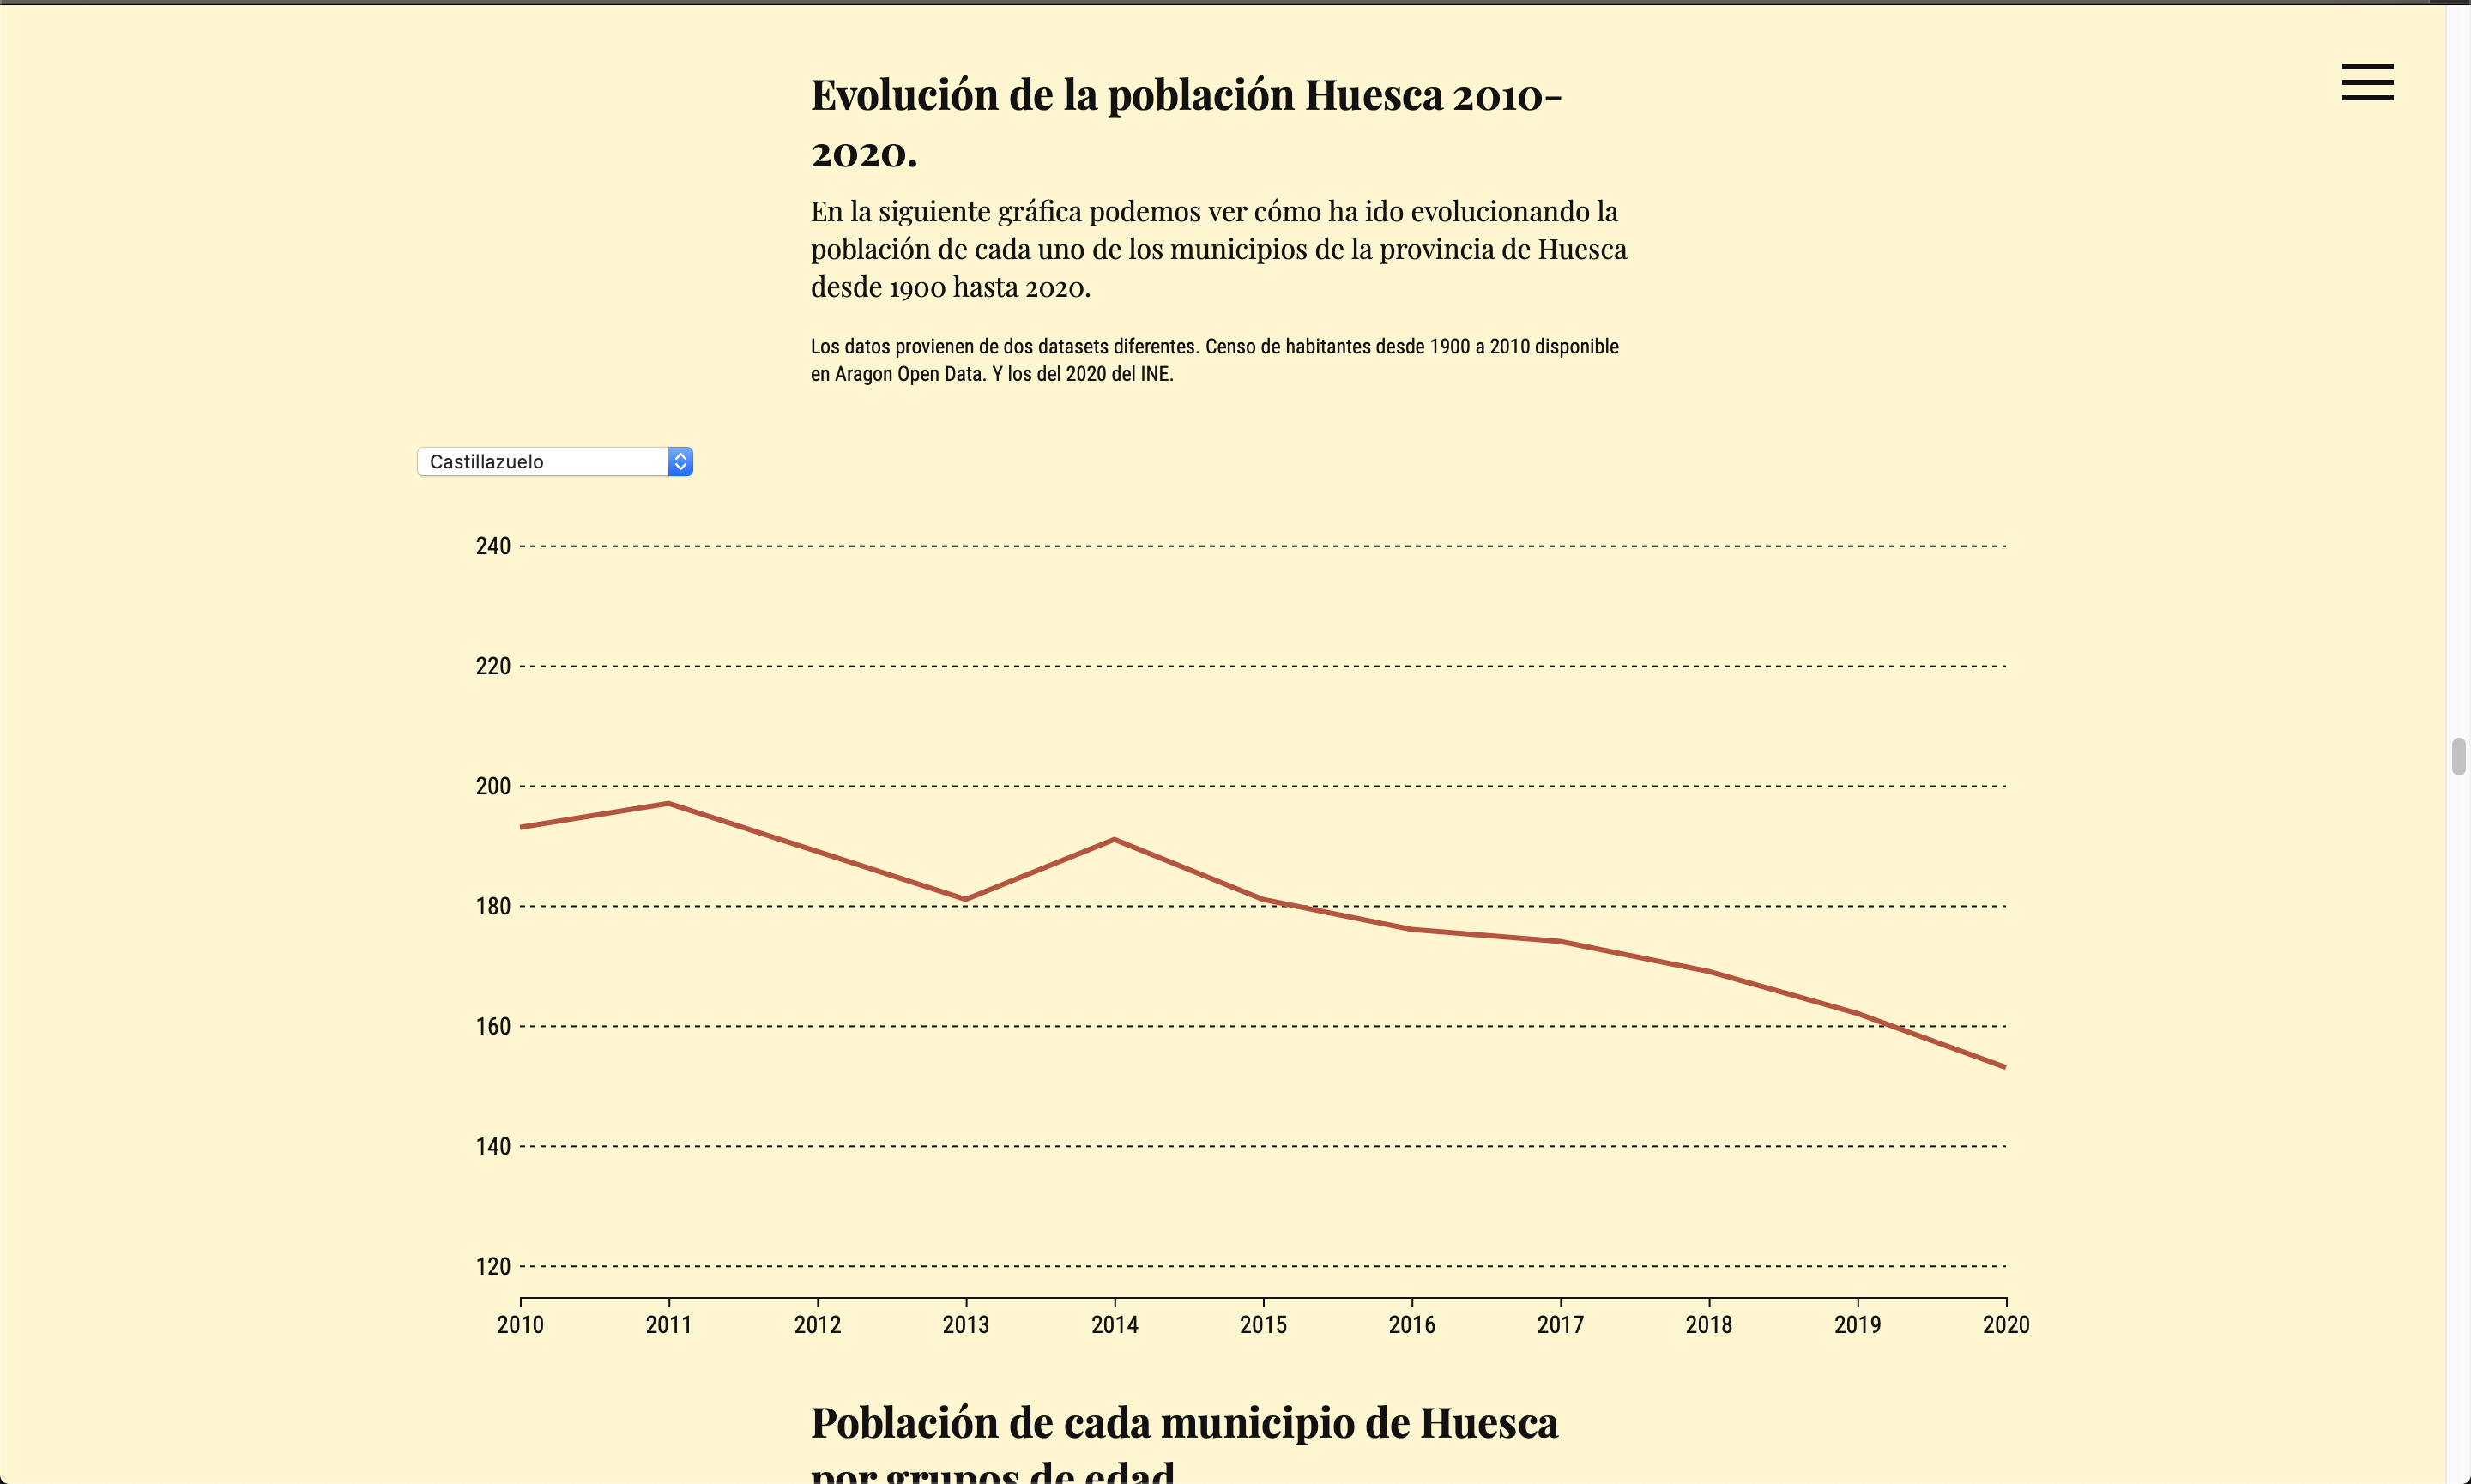 Evolución de la población Huesca 2010-
2020.
En la siguiente gráfica podemos ver cómo ha ido evolucionando la
población de cada uno de los municipios de la provincia de Huesca
desde 1900 hasta 2020.
Los datos provienen de dos datasets diferentes. Censo de habitantes desde 1900 a 2010 disponible
en Aragon Open Data. Y los del 2020 del INE.
Castillazuelo
240
220
200
180
160
140
120
2010 2011 2012 2013 2014 2015 2016 2017 2018 2019 2020
Población de cada municipio de Huesca
por grupos de edad